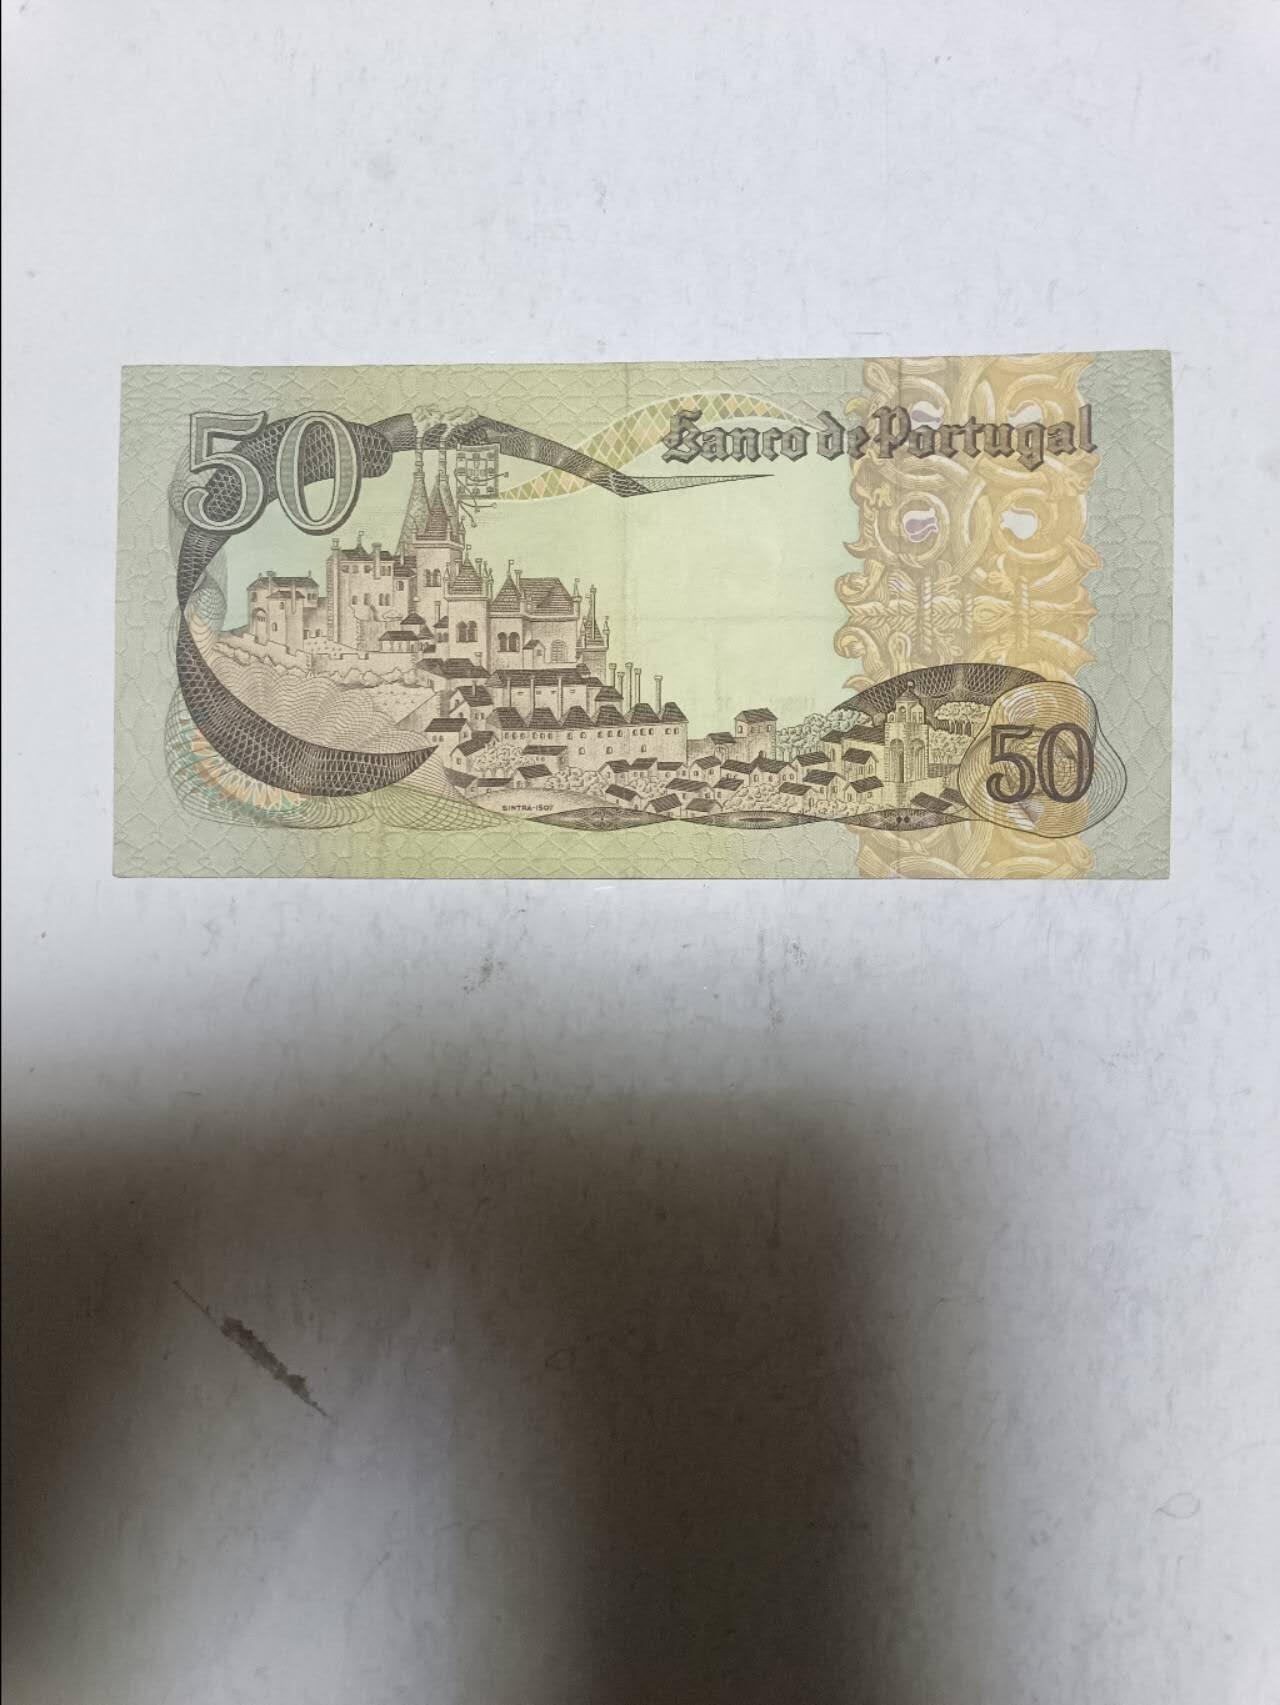 50
Banco de Portugal
SINTRA-1507
50